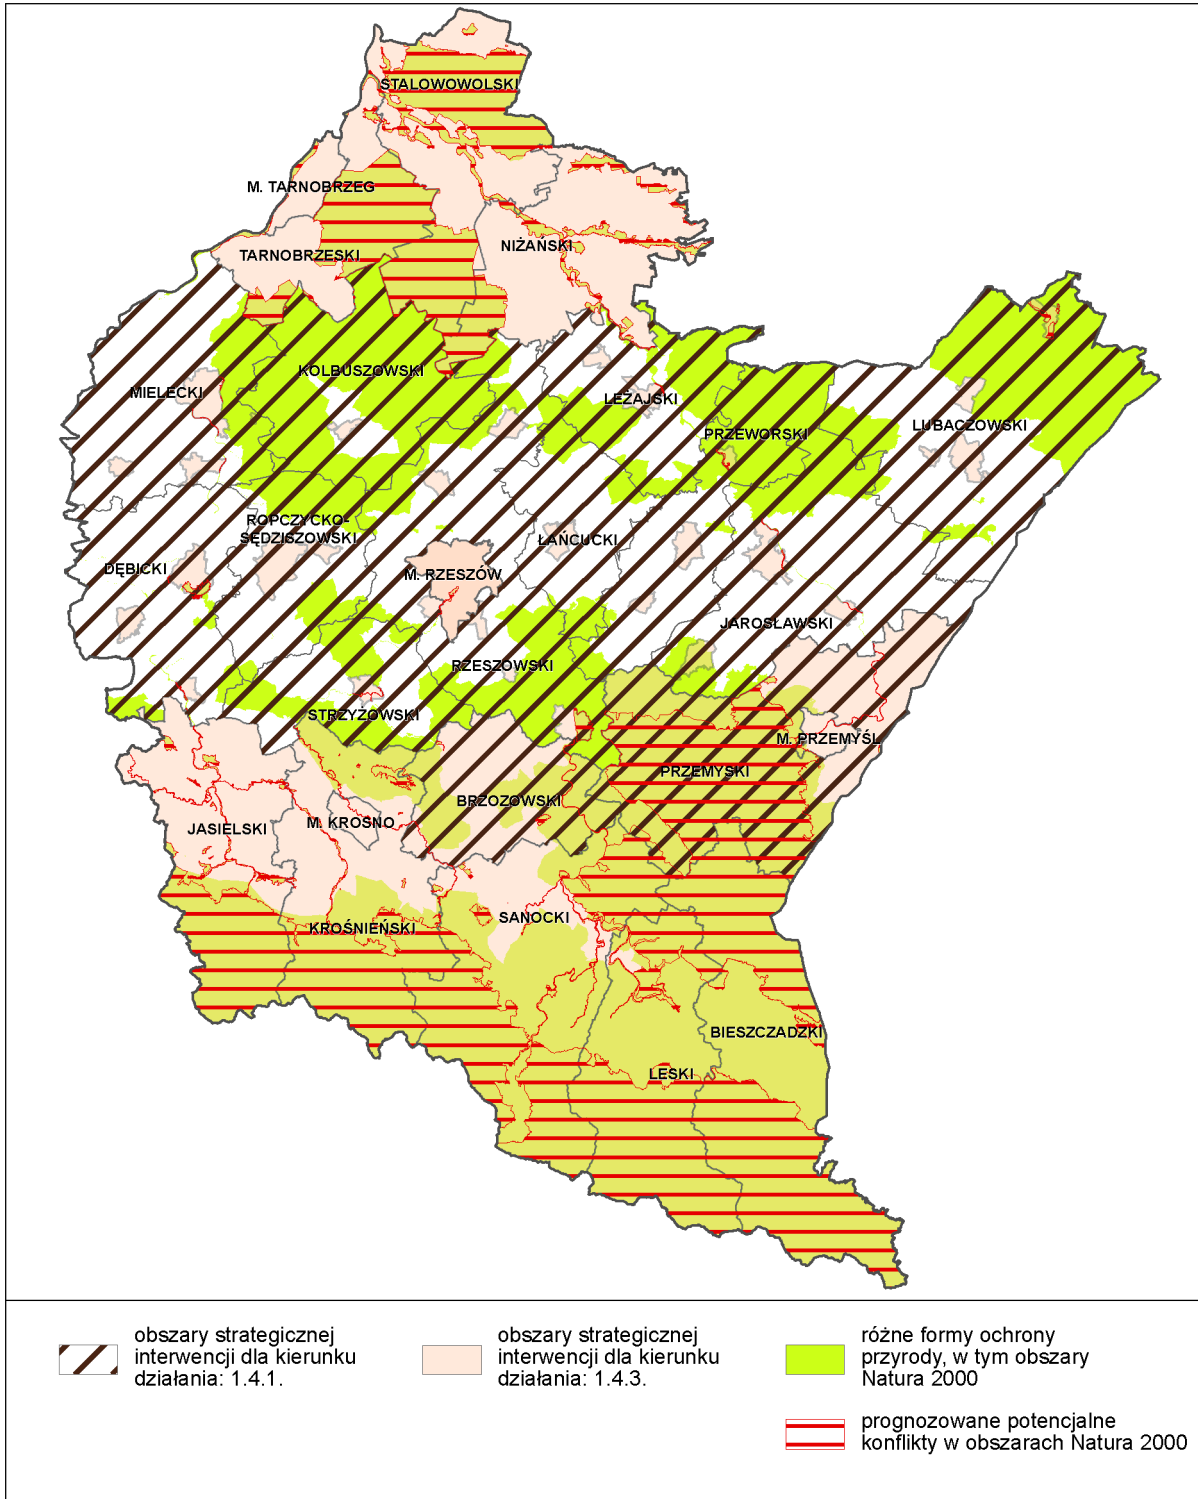 STALOWOWOLSKI
M. TARNOBRZEG
TARNOBRZESKI
NIŻAŃSKI
KOLBUSZOWSKI
MIELECKI
LEŻAJSKI
PRZEWORSKI
LUBACZOWSKI
ROPCZYCKO-
SĘDZISZOWSKI
ŁAŃCUCKI
DĘBICKI
M. RZESZÓW
JAROSŁAWSKI
RZESZOWSKI
STRZYŻOWSKI
M. PRZEMYŚL
PRZEMYSKI
BRZOZOWSKI
JASIELSKI
M. KROSNO
SANOCKI
KROŚNIEŃSKI
BIESZCZADZKI
LESKI
obszary strategicznej
interwencji dla kierunku
działania: 1.4.1.
obszary strategicznej
interwencji dla kierunku
działania: 1.4.3.
różne formy ochrony
przyrody, w tym obszary
Natura 2000
prognozowane potencjalne
konflikty w obszarach Natura 2000